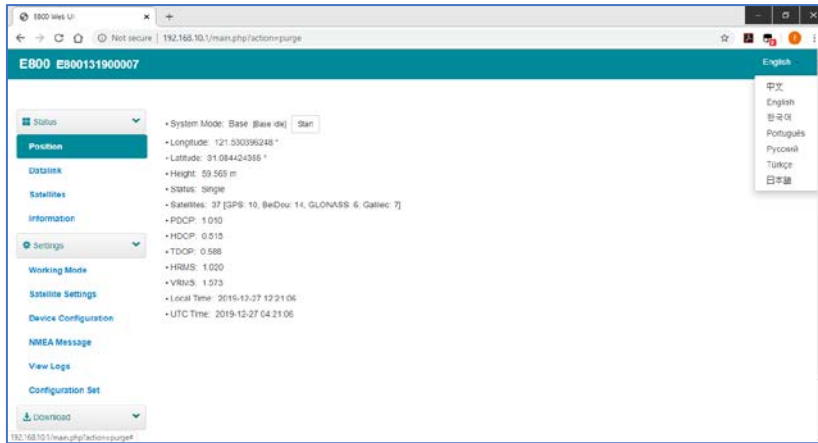 E800 Web UI
Not secure | 192.168.10.1/main.php?action=purge
E800 E800131900007
English
中文
English
한국어
Português
Русский
Türkçe
日本語
Status
Position
Datalink
Satellites
Information
Settings
Working Mode
Satellite Settings
Device Configuration
NMEA Message
View Logs
Configuration Set
Download
• System Mode: Base [Base idle] Start
• Longitude: 121.530396248 °
• Latitude: 31.084424355 °
• Height: 59.565 m
• Status: Single
• Satellites: 37 [GPS: 10, BeiDou: 14, GLONASS: 6, Galileo: 7]
• PDOP: 1.010
• HDOP: 0.515
• TDOP: 0.588
• HRMS: 1.020
• VRMS: 1.573
• Local Time: 2019-12-27 12:21:06
• UTC Time: 2019-12-27 04:21:06
192.168.10.1/main.php?action=purge#